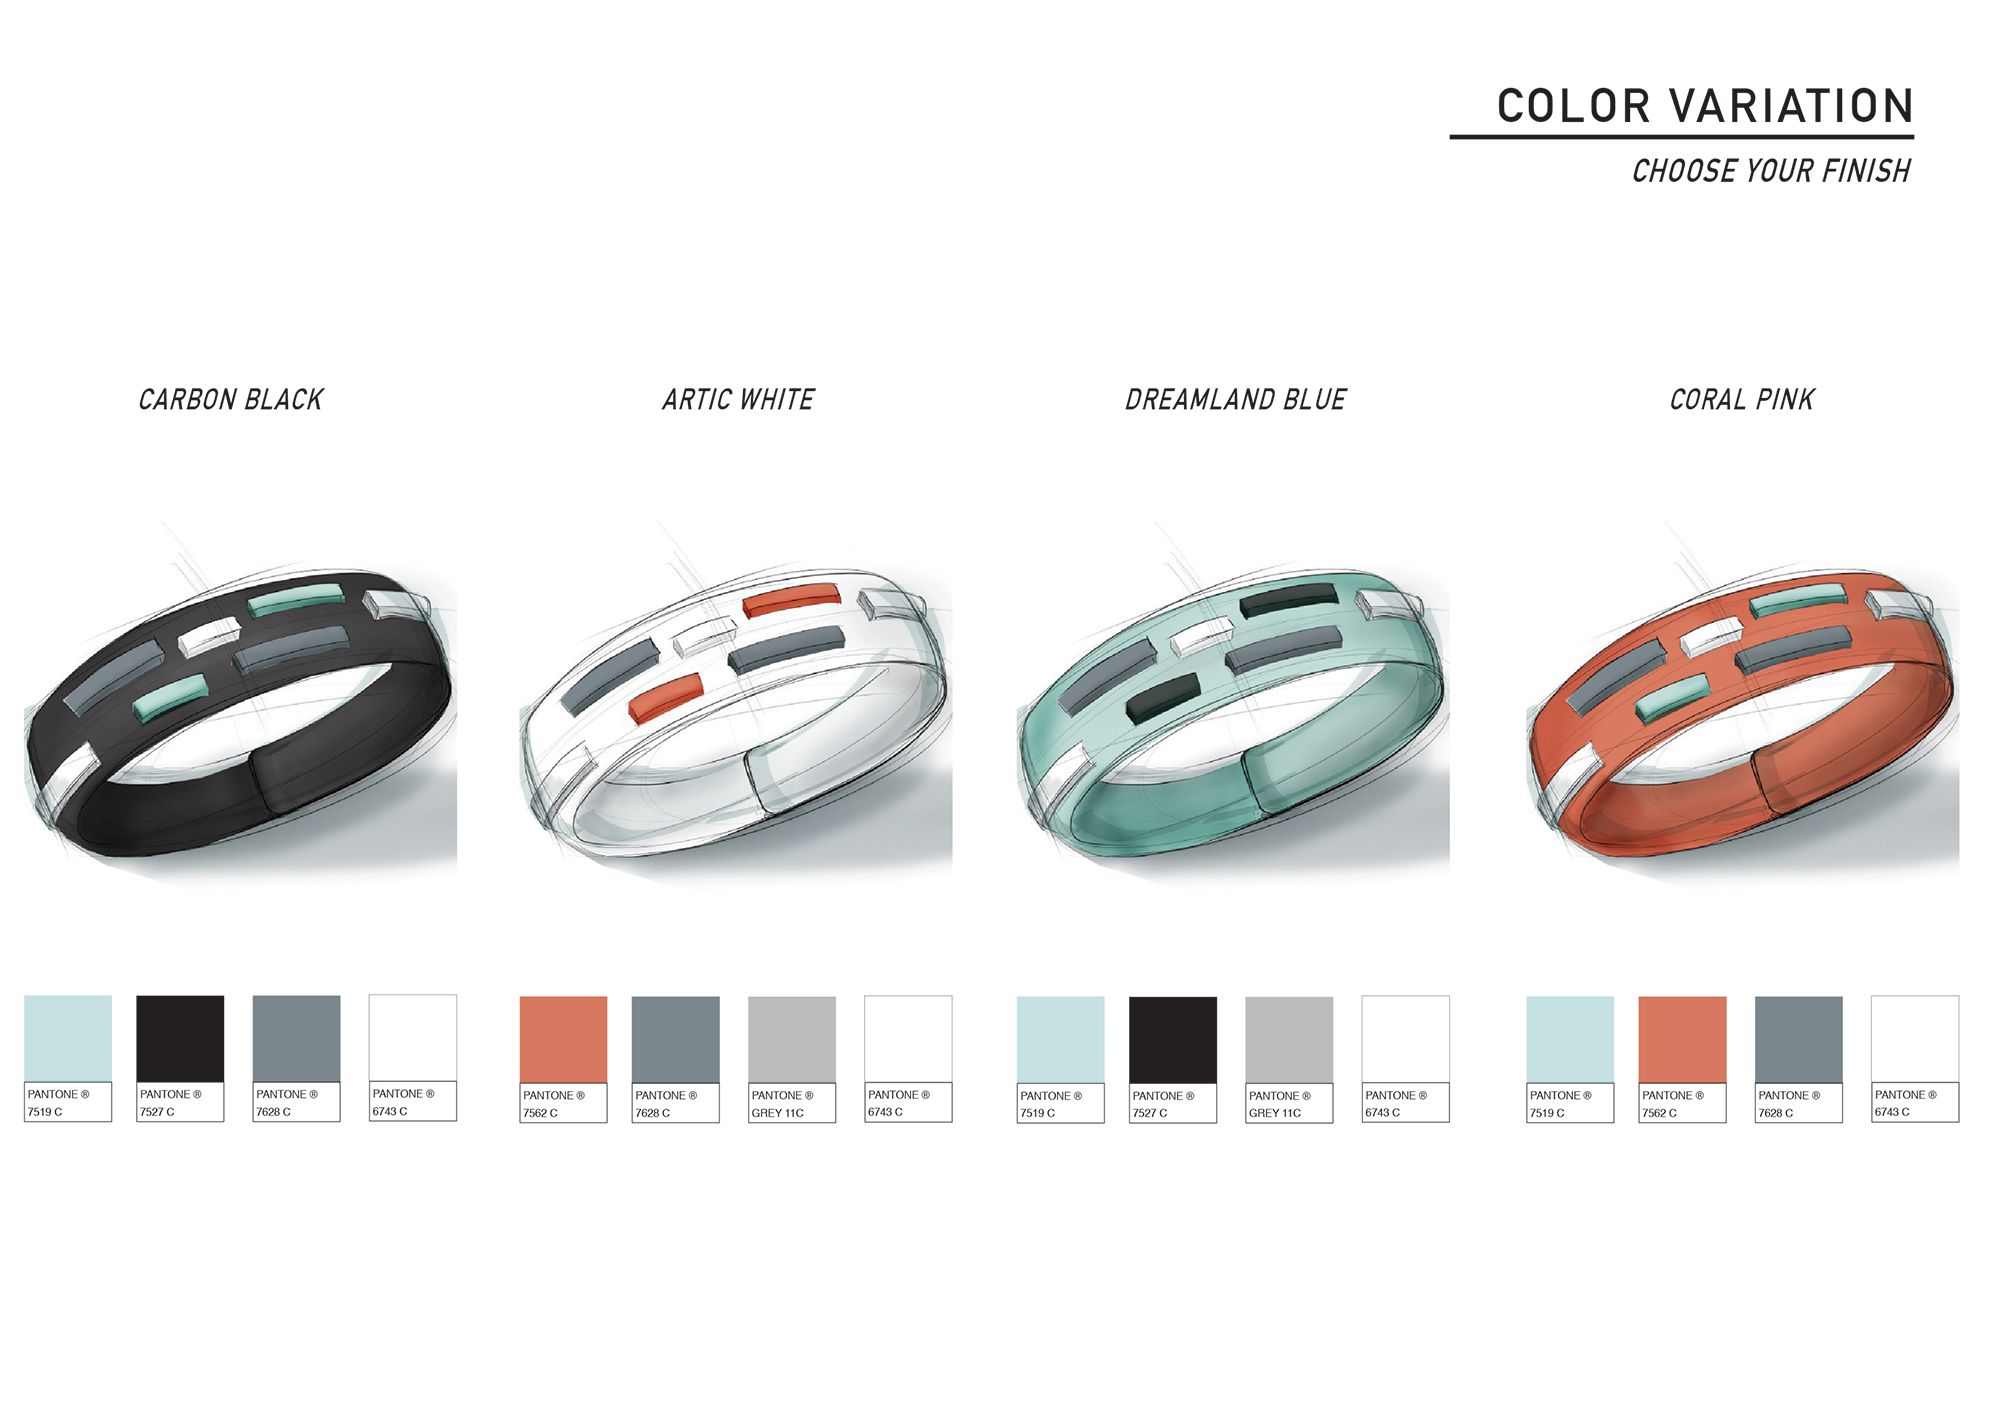 COLOR VARIATION
CHOOSE YOUR FINISH
CARBON BLACK
ARTIC WHITE
DREAMLAND BLUE
CORAL PINK
PANTONE ®
7519 C
PANTONE ®
7527 C
PANTONE ®
7628 C
PANTONE ®
6743 C
PANTONE ®
7562 C
PANTONE ®
7628 C
PANTONE ®
GREY 11C
PANTONE ®
6743 C
PANTONE ®
7519 C
PANTONE ®
7527 C
PANTONE ®
GREY 11C
PANTONE ®
6743 C
PANTONE ®
7519 C
PANTONE ®
7562 C
PANTONE ®
7628 C
PANTONE ®
6743 C